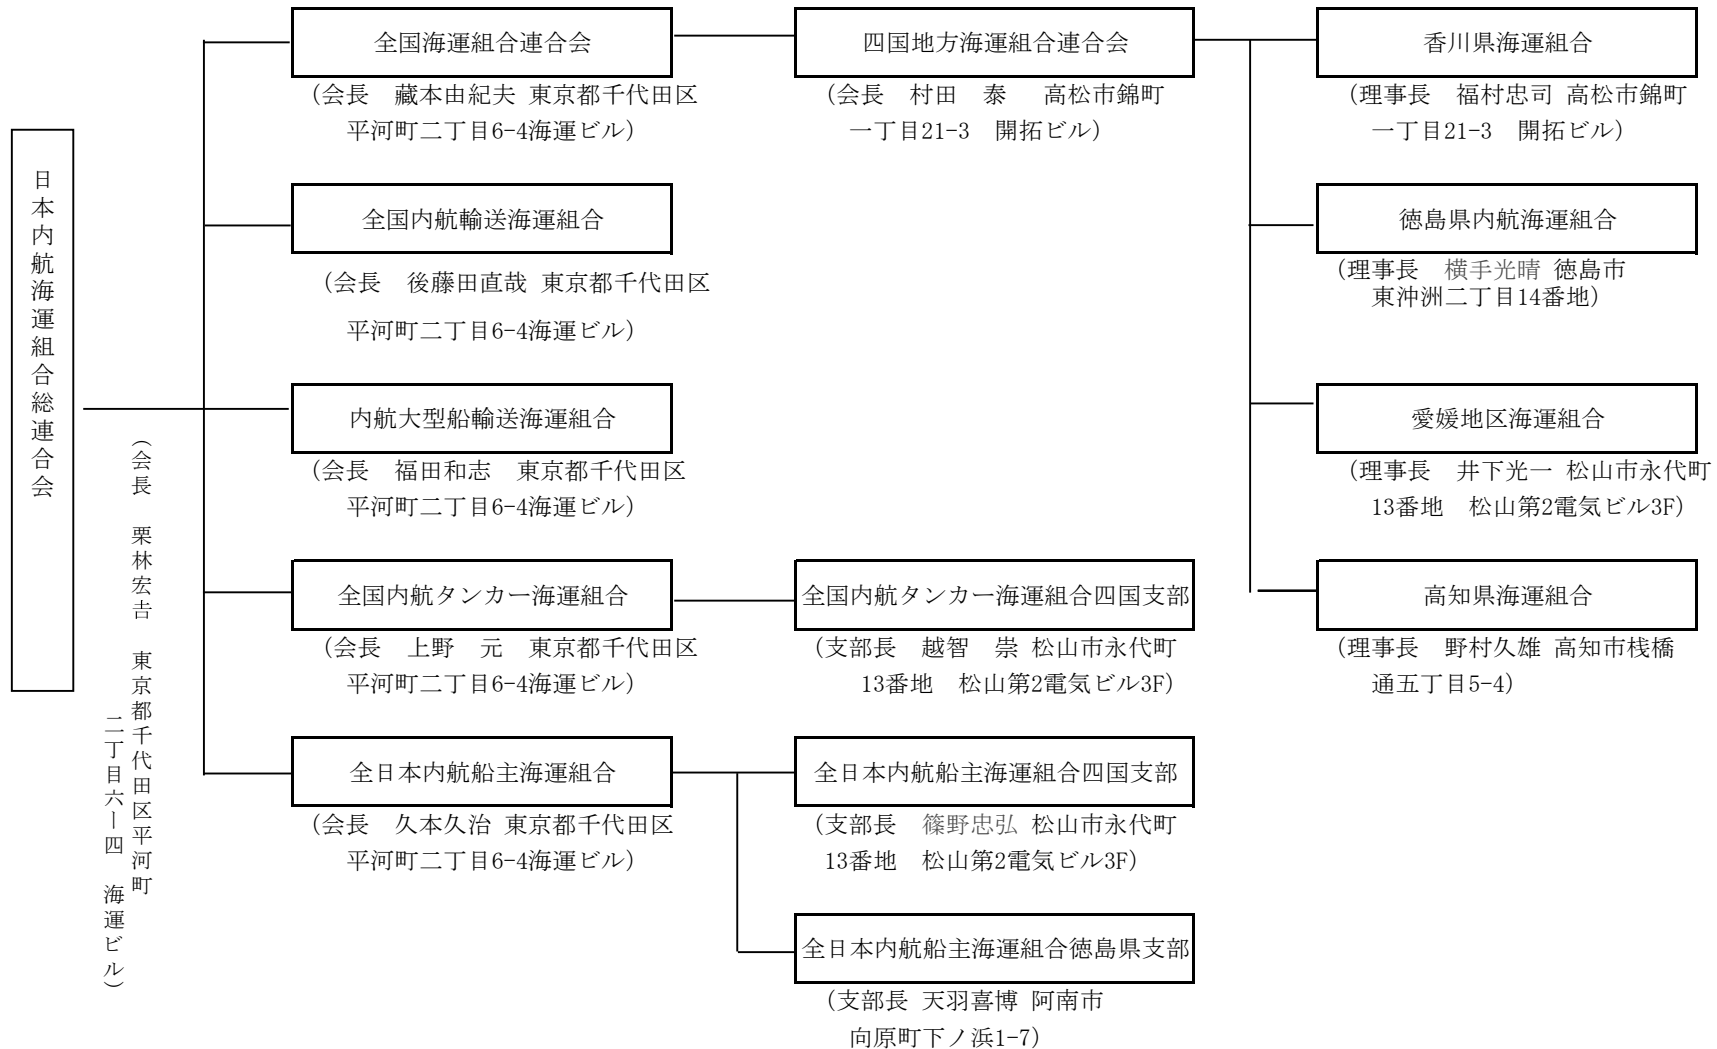 日本内航海運組合総連合会
（会長　栗林宏𠮷　東京都千代田区平河町
二丁目六ー四　海運ビル）
全国海運組合連合会
（会長　藏本由紀夫 東京都千代田区
平河町二丁目6-4海運ビル）
全国内航輸送海運組合
（会長　後藤田直哉 東京都千代田区
平河町二丁目6-4海運ビル）
内航大型船輸送海運組合
（会長　福田和志　東京都千代田区
平河町二丁目6-4海運ビル）
全国内航タンカー海運組合
（会長　上野　元　東京都千代田区
平河町二丁目6-4海運ビル）
全日本内航船主海運組合
（会長　久本久治 東京都千代田区
平河町二丁目6-4海運ビル）
四国地方海運組合連合会
（会長　村田　泰　 高松市錦町
一丁目21-3　開拓ビル）
全国内航タンカー海運組合四国支部
（支部長　越智　崇 松山市永代町
13番地　松山第2電気ビル3F）
全日本内航船主海運組合四国支部
（支部長　篠野忠弘 松山市永代町
13番地　松山第2電気ビル3F）
全日本内航船主海運組合徳島県支部
（支部長 天羽喜博 阿南市
向原町下ノ浜1-7）
香川県海運組合
（理事長　福村忠司 高松市錦町
一丁目21-3　開拓ビル）
徳島県内航海運組合
（理事長　横手光晴 徳島市
東沖洲二丁目14番地）
愛媛地区海運組合
（理事長　井下光一 松山市永代町
13番地　松山第2電気ビル3F）
高知県海運組合
（理事長　野村久雄 高知市桟橋
通五丁目5-4）